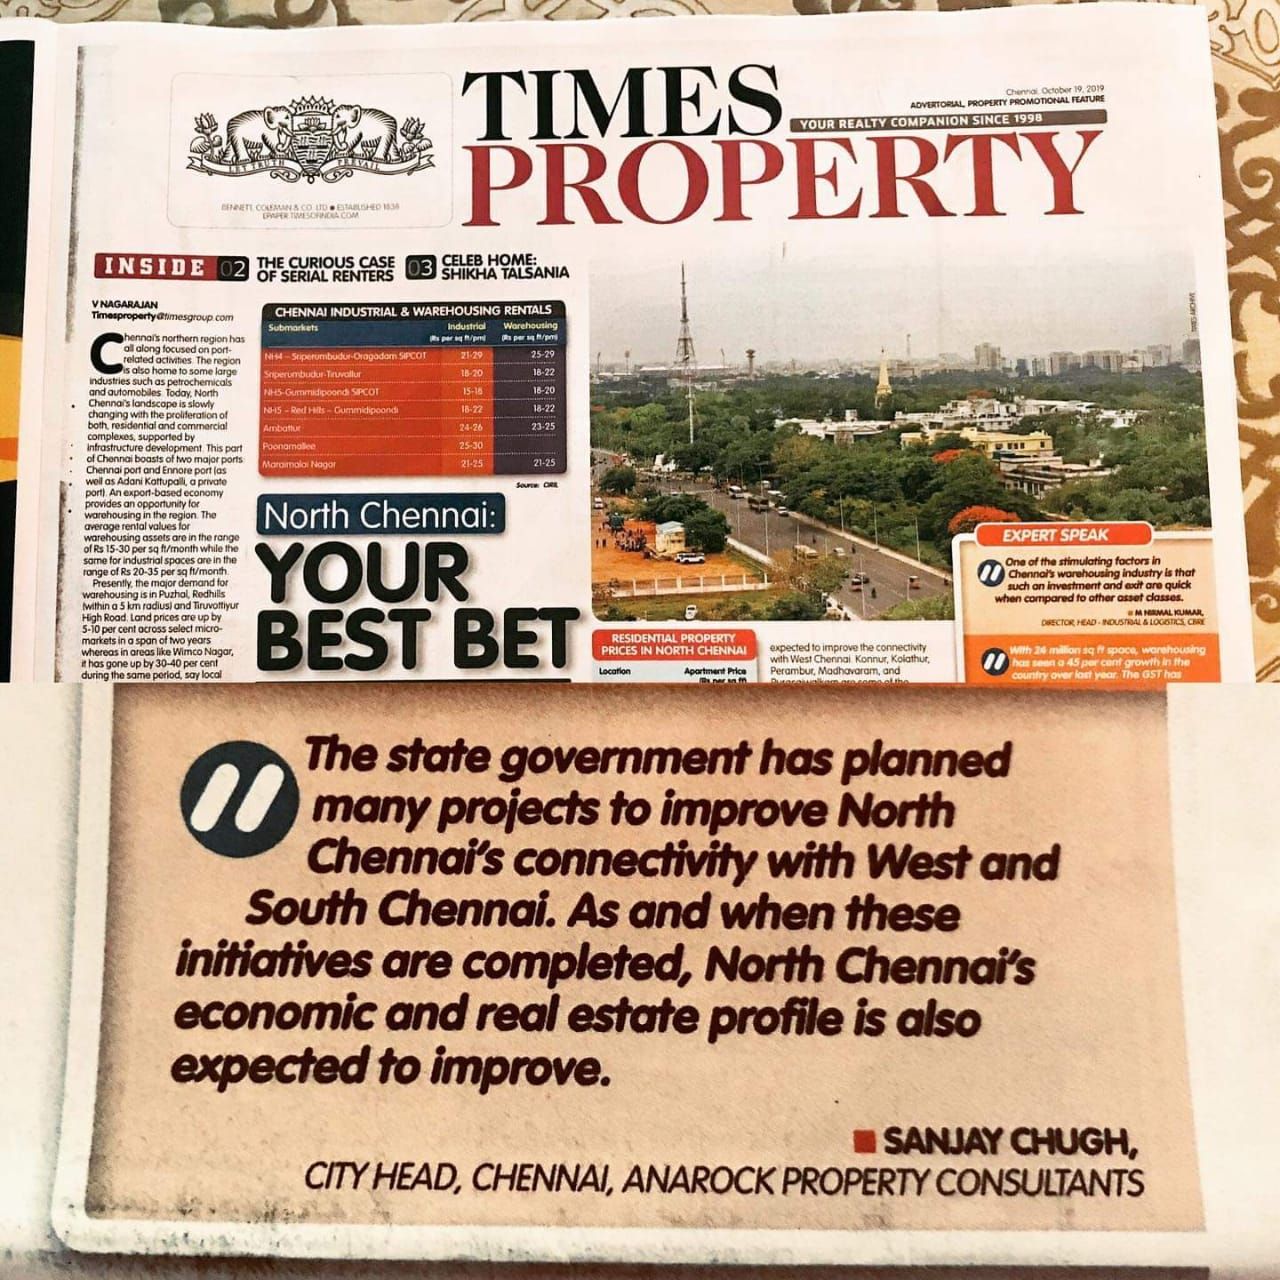 TIMES
PROPERTY
Chennai, October 19, 2019
ADVERTORIAL, PROPERTY PROMOTIONAL FEATURE
YOUR REALTY COMPANION SINCE 1998
LET TRUTH PREVAIL
BENNETT, COLEMAN & CO. LTD ● ESTABLISHED 1838
EPAPER.TIMESOFINDIA.COM
INSIDE 02 THE CURIOUS CASE
OF SERIAL RENTERS
03 CELEB HOME:
SHIKHA TALSANIA
V NAGARAJAN
Timesproperty@timesgroup.com
Chennai's northern region has
all along focused on port-
related activities. The region
is also home to some large
industries such as petrochemicals
and automobiles. Today, North
Chennai's landscape is slowly
changing with the proliferation of
both, residential and commercial
complexes, supported by
infrastructure development. This part
of Chennai boasts of two major ports
Chennai port and Ennore port (as
well as Adani Kattupalli, a private
port). An export-based economy
provides an opportunity for
warehousing in the region. The
average rental values for
warehousing assets are in the range
of Rs 15-30 per sq ft/month while the
same for industrial spaces are in the
range of Rs 20-35 per sq ft/month.
Presently, the major demand for
warehousing is in Puzhal, Redhills
(within a 5 km radius) and Tiruvottiyur
High Road. Land prices are up by
5-10 per cent across select micro-
markets in a span of two years
whereas in areas like Wimco Nagar,
it has gone up by 30-40 per cent
during the same period, say local
CHENNAI INDUSTRIAL & WAREHOUSING RENTALS
Submarkets Industrial Warehousing
(Rs per sq ft/pm) (Rs per sq ft/pm)
NH4 – Sriperumbudur-Oragadam SIPCOT 21-29 25-29
Sriperumbudur-Tiruvallur 18-20 18-22
NH5-Gummidipoondi SIPCOT 15-18 18-20
NH5 – Red Hills – Gummidipoondi 18-22 18-22
Ambattur 24-26 23-25
Poonamallee 25-30
Maraimalai Nagar 21-25 21-25
Source: CIRIL
North Chennai:
YOUR
BEST BET
TIMES ARCHIVE
RESIDENTIAL PROPERTY
PRICES IN NORTH CHENNAI
Location Apartment Price
(Rs per sq ft)
expected to improve the connectivity
with West Chennai. Konnur, Kolathur,
Perambur, Madhavaram, and
Purasaiwalkam are some of the
EXPERT SPEAK
One of the stimulating factors in
Chennai's warehousing industry is that
such an investment and exit are quick
when compared to other asset classes.
■ M NIRMAL KUMAR,
DIRECTOR, HEAD - INDUSTRIAL & LOGISTICS, CBRE
With 24 million sq ft space, warehousing
has seen a 45 per cent growth in the
country over last year. The GST has
The state government has planned
many projects to improve North
Chennai's connectivity with West and
South Chennai. As and when these
initiatives are completed, North Chennai's
economic and real estate profile is also
expected to improve.
■ SANJAY CHUGH,
CITY HEAD, CHENNAI, ANAROCK PROPERTY CONSULTANTS